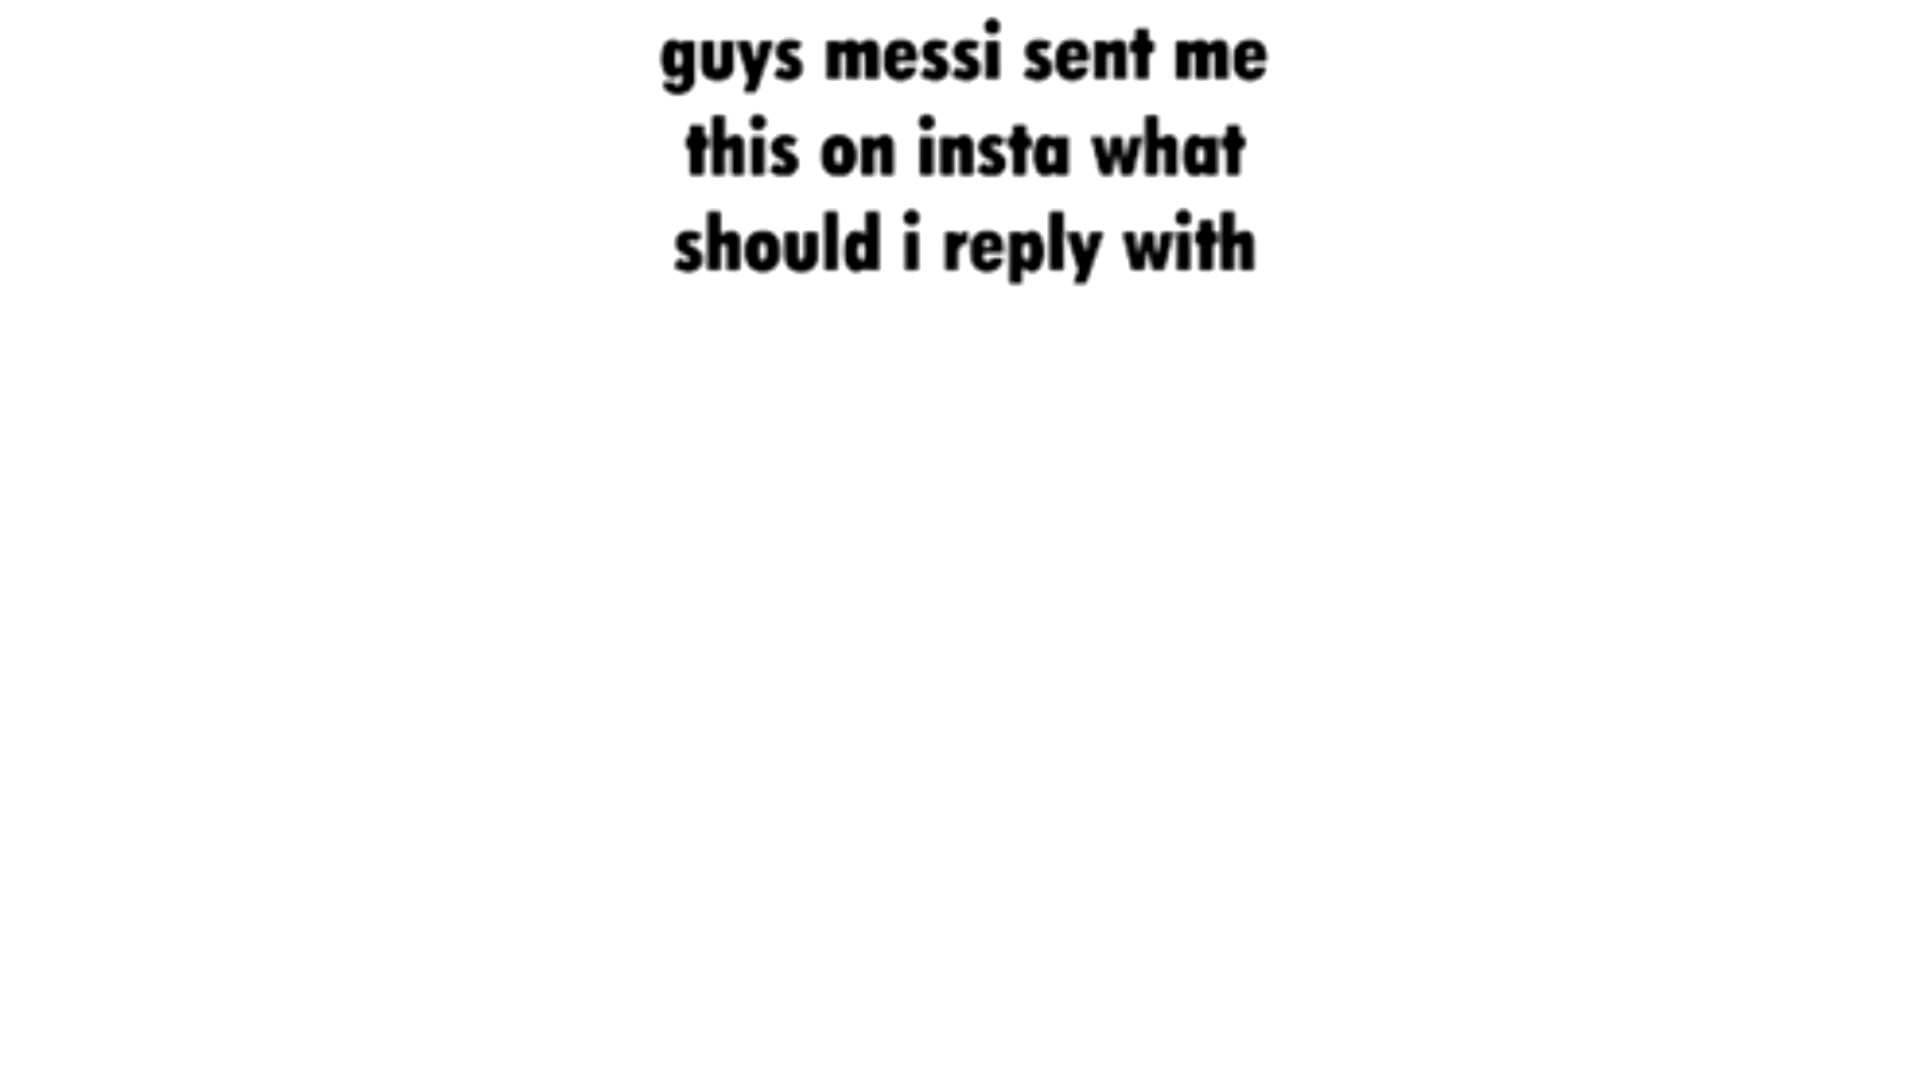 guys messi sent me
this on insta what
should i reply with